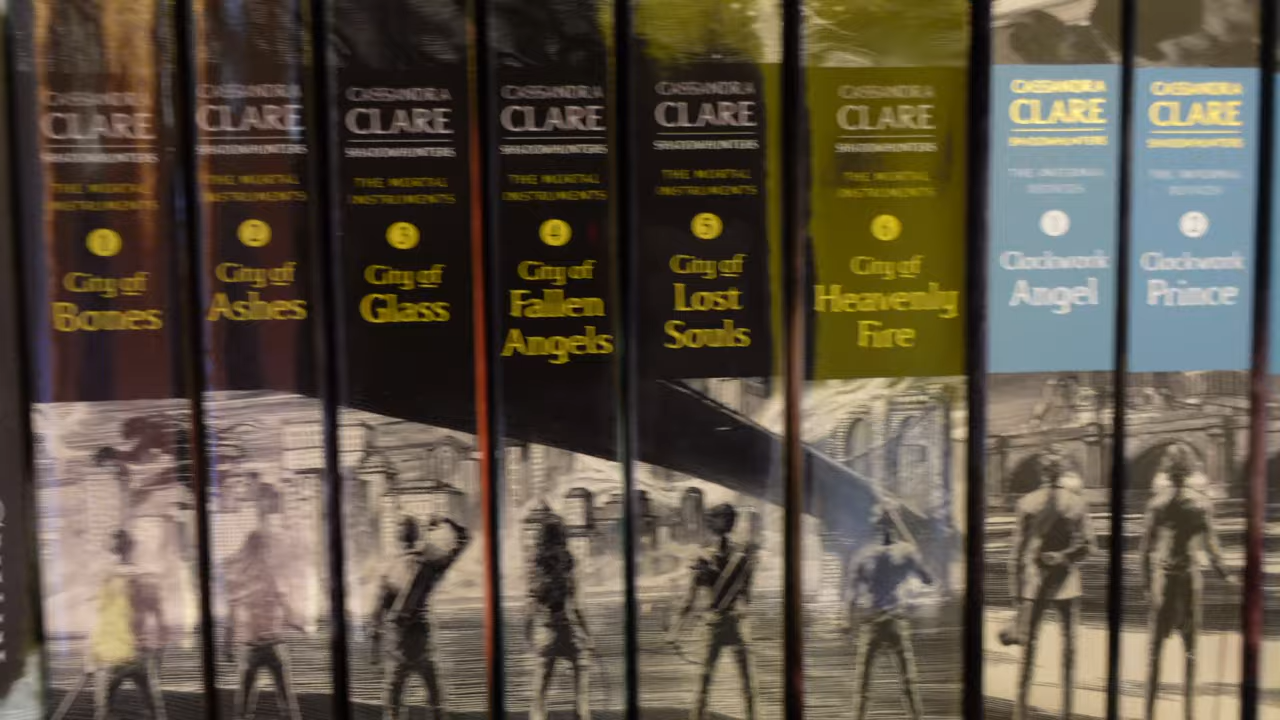 CASSANDRA
CLARE
SHADOWHUNTERS
THE MORTAL
INSTRUMENTS
1
City of
Bones
CASSANDRA
CLARE
SHADOWHUNTERS
THE MORTAL
INSTRUMENTS
2
City of
Ashes
CASSANDRA
CLARE
SHADOWHUNTERS
THE MORTAL
INSTRUMENTS
3
City of
Glass
CASSANDRA
CLARE
SHADOWHUNTERS
THE MORTAL
INSTRUMENTS
4
City of
Fallen
Angels
CASSANDRA
CLARE
SHADOWHUNTERS
THE MORTAL
INSTRUMENTS
5
City of
Lost
Souls
CASSANDRA
CLARE
SHADOWHUNTERS
THE MORTAL
INSTRUMENTS
6
City of
Heavenly
Fire
CASSANDRA
CLARE
SHADOWHUNTERS
THE INFERNAL
DEVICES
1
Clockwork
Angel
CASSANDRA
CLARE
SHADOWHUNTERS
THE INFERNAL
DEVICES
2
Clockwork
Prince